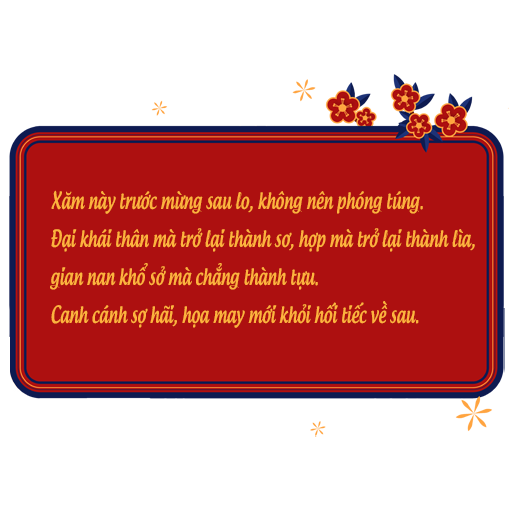 Xăm này trước mừng sau lo, không nên phóng túng.
Đại khái thân mà trở lại thành sơ, hợp mà trở lại thành lìa,
gian nan khổ sở mà chẳng thành tựu.
Canh cánh sợ hãi, họa may mới khỏi hối tiếc về sau.